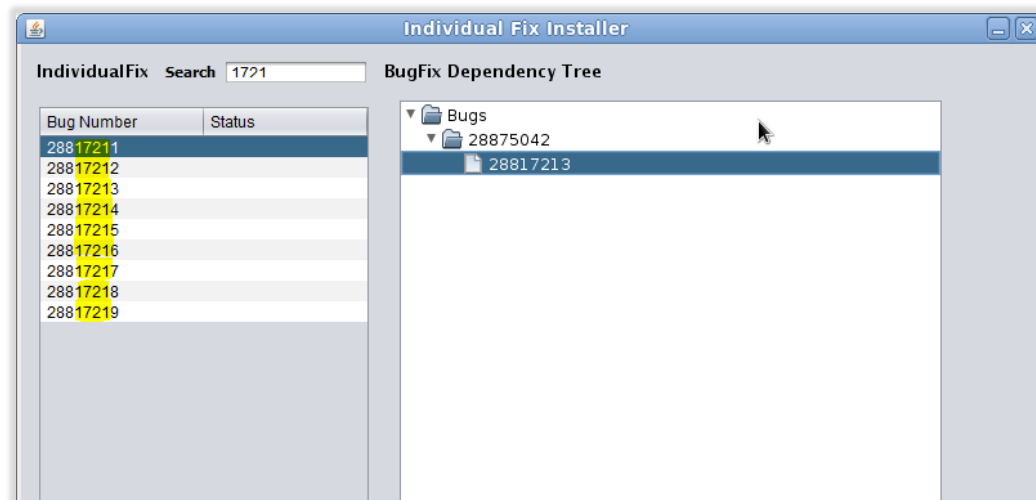 Individual Fix Installer
IndividualFix Search 1721 BugFix Dependency Tree
Bug Number Status
28817211
28817212
28817213
28817214
28817215
28817216
28817217
28817218
28817219
Bugs
28875042
28817213